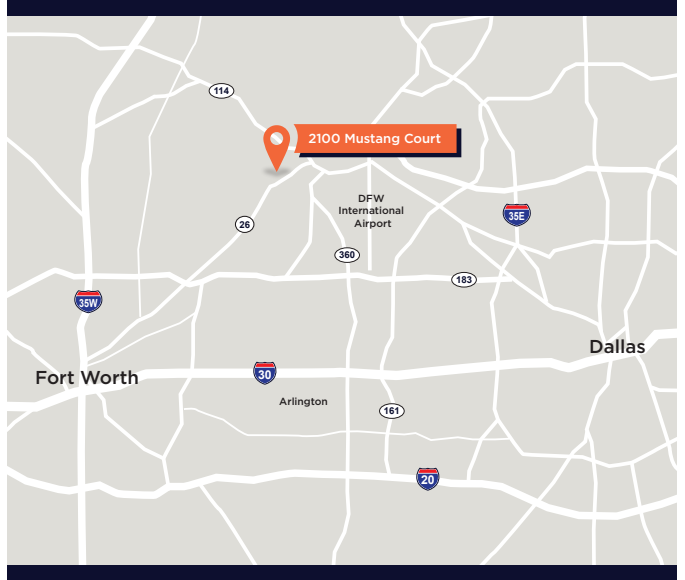 114
2100 Mustang Court
DFW
International
Airport
35E
26
360
183
35W
Dallas
Fort Worth
30
Arlington
161
20